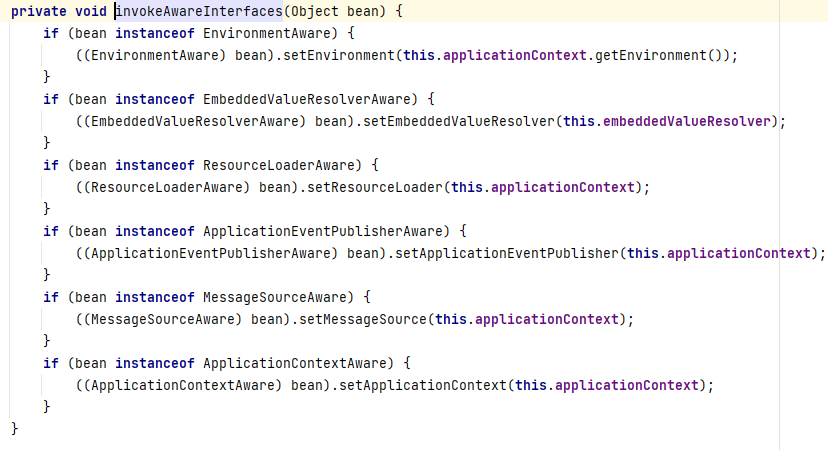 private void invokeAwareInterfaces(Object bean) {
    if (bean instanceof EnvironmentAware) {
        ((EnvironmentAware) bean).setEnvironment(this.applicationContext.getEnvironment());
    }
    if (bean instanceof EmbeddedValueResolverAware) {
        ((EmbeddedValueResolverAware) bean).setEmbeddedValueResolver(this.embeddedValueResolver);
    }
    if (bean instanceof ResourceLoaderAware) {
        ((ResourceLoaderAware) bean).setResourceLoader(this.applicationContext);
    }
    if (bean instanceof ApplicationEventPublisherAware) {
        ((ApplicationEventPublisherAware) bean).setApplicationEventPublisher(this.applicationContext);
    }
    if (bean instanceof MessageSourceAware) {
        ((MessageSourceAware) bean).setMessageSource(this.applicationContext);
    }
    if (bean instanceof ApplicationContextAware) {
        ((ApplicationContextAware) bean).setApplicationContext(this.applicationContext);
    }
}